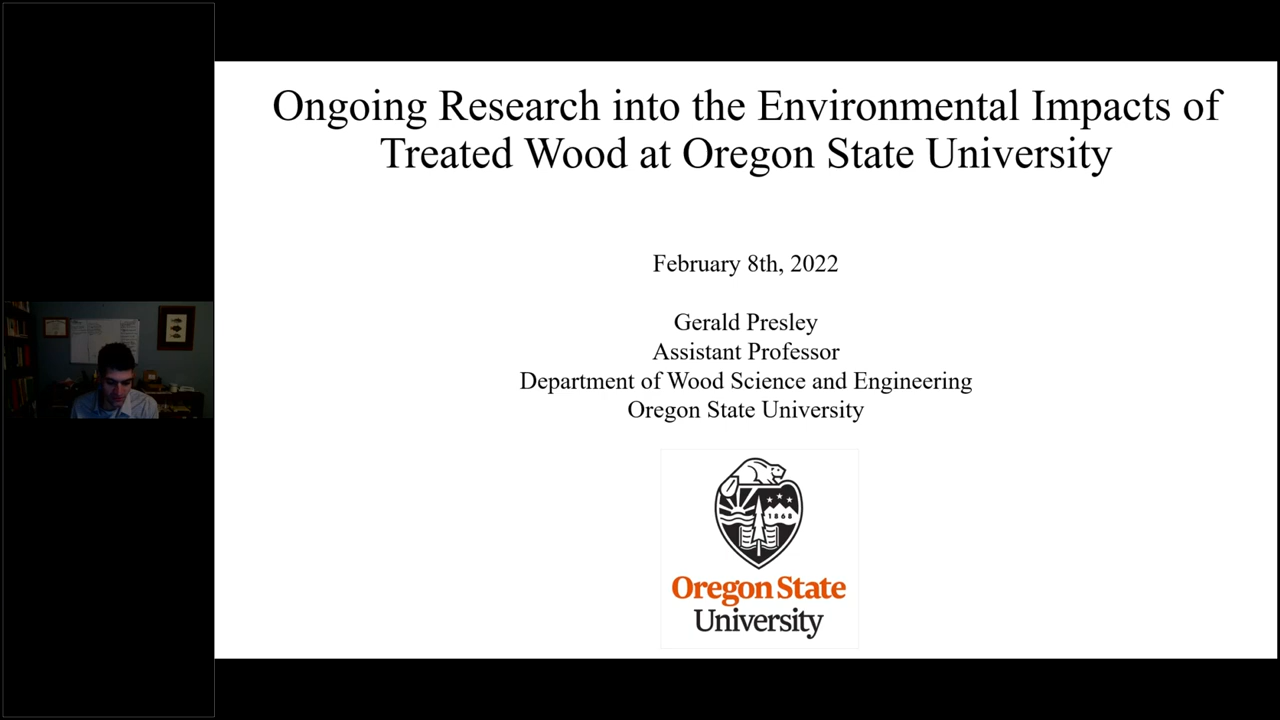 Ongoing Research into the Environmental Impacts of
Treated Wood at Oregon State University
February 8th, 2022
Gerald Presley
Assistant Professor
Department of Wood Science and Engineering
Oregon State University
1868
Oregon State
University